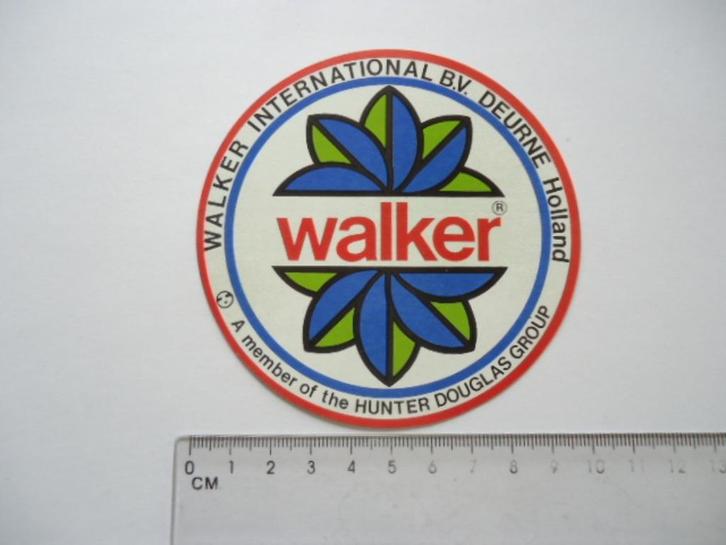 WALKER INTERNATIONAL B.V. DEURNE Holland
walker ®
A member of the HUNTER DOUGLAS GROUP
0 1 2 3 4 5 6 7 8 9 10 11 12 13
CM